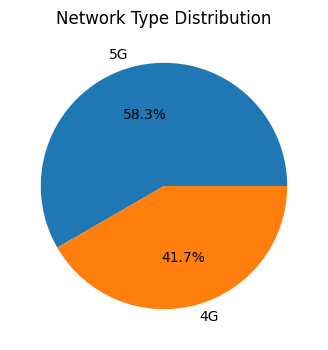 Network Type Distribution
5G
58.3%
41.7%
4G